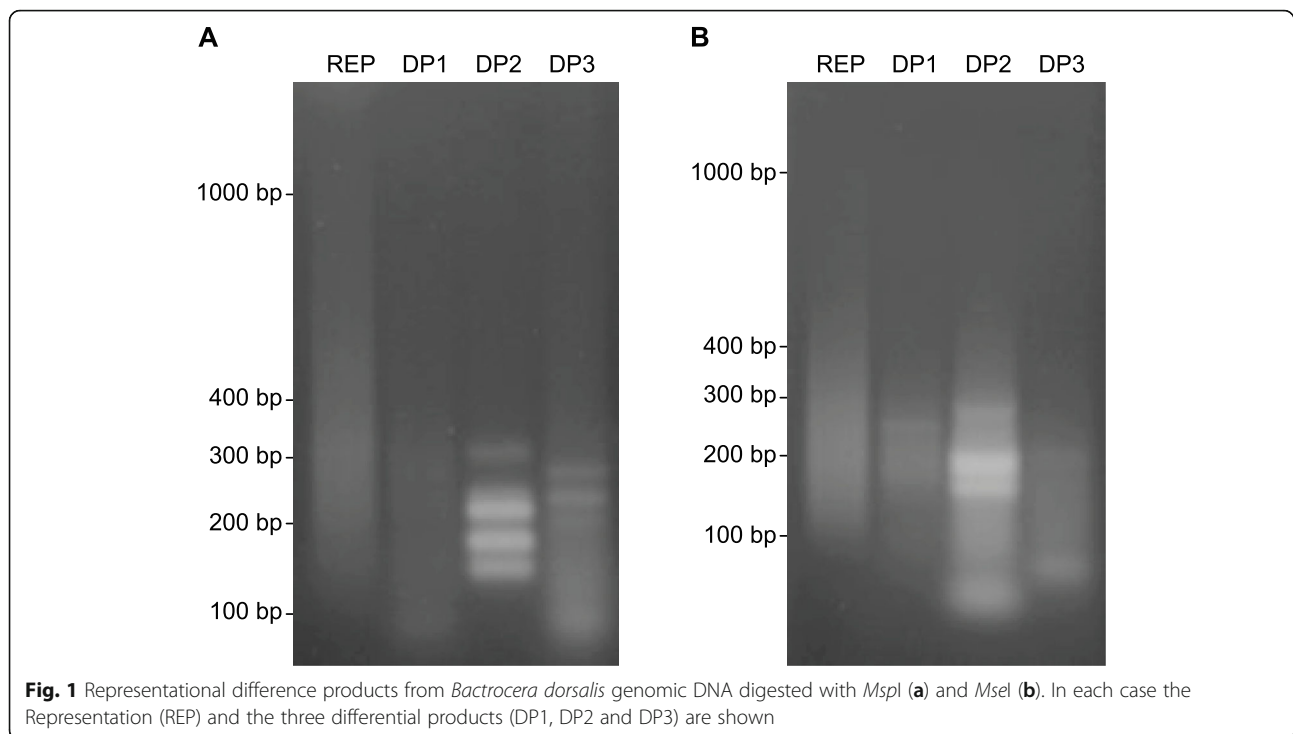 A
REP DP1 DP2 DP3
1000 bp
400 bp
300 bp
200 bp
100 bp
B
REP DP1 DP2 DP3
1000 bp
400 bp
300 bp
200 bp
100 bp
Fig. 1 Representational difference products from Bactrocera dorsalis genomic DNA digested with MspI (a) and MseI (b). In each case the
Representation (REP) and the three differential products (DP1, DP2 and DP3) are shown